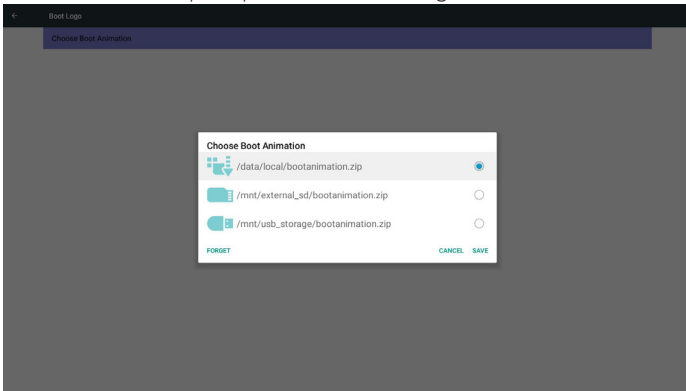 Boot Logo
Choose Boot Animation
Choose Boot Animation
/data/local/bootanimation.zip
/mnt/external_sd/bootanimation.zip
/mnt/usb_storage/bootanimation.zip
FORGET CANCEL SAVE